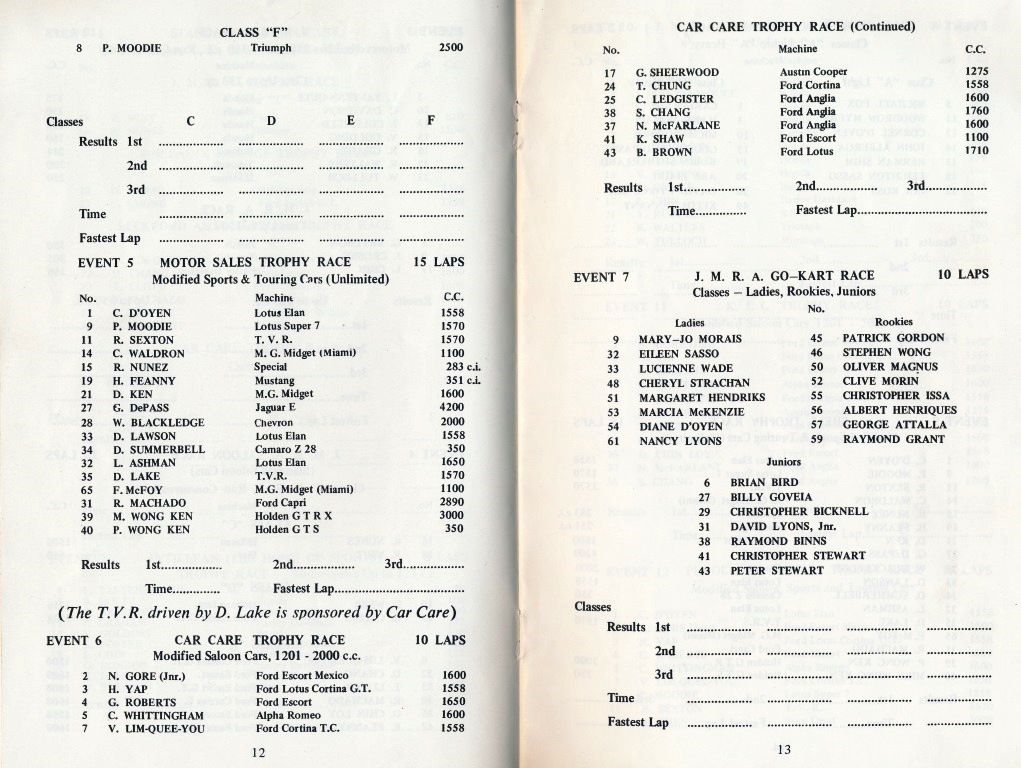 CLASS "F"
8 P. MOODIE Triumph 2500
Classes C D E F
Results 1st ................ ................ ................ ................
2nd ................ ................ ................ ................
3rd ................ ................ ................ ................
Time ................ ................ ................ ................
Fastest Lap ................ ................ ................ ................
EVENT 5 MOTOR SALES TROPHY RACE 15 LAPS
Modified Sports & Touring Cars (Unlimited)
No. Machine C.C.
1 C. D'OYEN Lotus Elan 1558
9 P. MOODIE Lotus Super 7 1570
11 R. SEXTON T. V. R. 1570
14 C. WALDRON M. G. Midget (Miami) 1100
15 R. NUNEZ Special 283 c.i.
19 H. FEANNY Mustang 351 c.i.
21 D. KEN M.G. Midget 1600
27 G. DePASS Jaguar E 4200
28 W. BLACKLEDGE Chevron 2000
33 D. LAWSON Lotus Elan 1558
34 D. SUMMERBELL Camaro Z 28 350
32 L. ASHMAN Lotus Elan 1650
35 D. LAKE T.V.R. 1570
65 F. McFOY M.G. Midget (Miami) 1100
31 R. MACHADO Ford Capri 2890
39 M. WONG KEN Holden G T R X 3000
40 P. WONG KEN Holden G T S 350
Results 1st.................. 2nd.................. 3rd..................
Time.............. Fastest Lap..............................
(The T.V.R. driven by D. Lake is sponsored by Car Care)
EVENT 6 CAR CARE TROPHY RACE 10 LAPS
Modified Saloon Cars, 1201 - 2000 c.c.
2 N. GORE (Jnr.) Ford Escort Mexico 1600
3 H. YAP Ford Lotus Cortina G.T. 1558
4 G. ROBERTS Ford Escort 1650
5 C. WHITTINGHAM Alpha Romeo 1600
7 V. LIM-QUEE-YOU Ford Cortina T.C. 1558
12
CAR CARE TROPHY RACE (Continued)
No. Machine C.C.
17 G. SHEERWOOD Austin Cooper 1275
24 T. CHUNG Ford Cortina 1558
25 C. LEDGISTER Ford Anglia 1600
38 S. CHANG Ford Anglia 1760
37 N. McFARLANE Ford Anglia 1600
41 K. SHAW Ford Escort 1100
43 B. BROWN Ford Lotus 1710
Results 1st.................. 2nd.................. 3rd..................
Time.............. Fastest Lap..............................
EVENT 7 J. M. R. A. GO-KART RACE 10 LAPS
Classes – Ladies, Rookies, Juniors
No.
Ladies Rookies
9 MARY-JO MORAIS 45 PATRICK GORDON
32 EILEEN SASSO 46 STEPHEN WONG
33 LUCIENNE WADE 50 OLIVER MAGNUS
48 CHERYL STRACHAN 52 CLIVE MORIN
51 MARGARET HENDRIKS 55 CHRISTOPHER ISSA
53 MARCIA McKENZIE 56 ALBERT HENRIQUES
54 DIANE D'OYEN 57 GEORGE ATTALLA
61 NANCY LYONS 59 RAYMOND GRANT
Juniors
6 BRIAN BIRD
27 BILLY GOVEIA
29 CHRISTOPHER BICKNELL
31 DAVID LYONS, Jnr.
38 RAYMOND BINNS
41 CHRISTOPHER STEWART
43 PETER STEWART
Classes
Results 1st ................ ................ ................ ................
2nd ................ ................ ................ ................
3rd ................ ................ ................ ................
Time ................ ................ ................ ................
Fastest Lap ................ ................ ................ ................
13